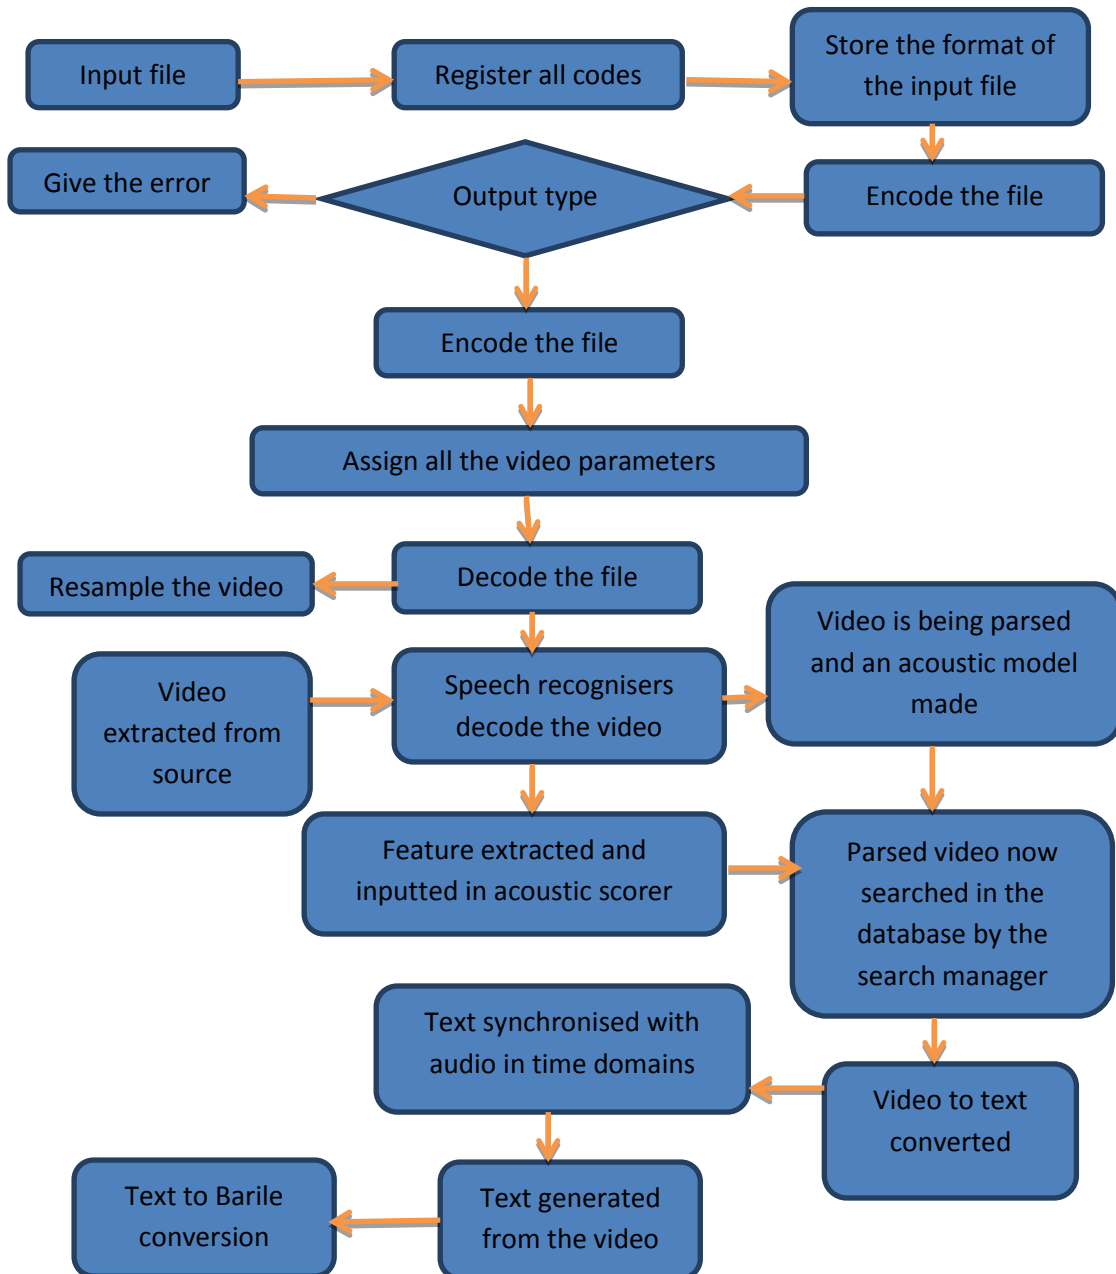 Input file
Register all codes
Store the format of
the input file
Give the error
Output type
Encode the file
Encode the file
Assign all the video parameters
Resample the video
Decode the file
Video is being parsed
and an acoustic model
made
Video
extracted from
source
Speech recognisers
decode the video
Feature extracted and
inputted in acoustic scorer
Parsed video now
searched in the
database by the
search manager
Text synchronised with
audio in time domains
Video to text
converted
Text to Barile
conversion
Text generated
from the video